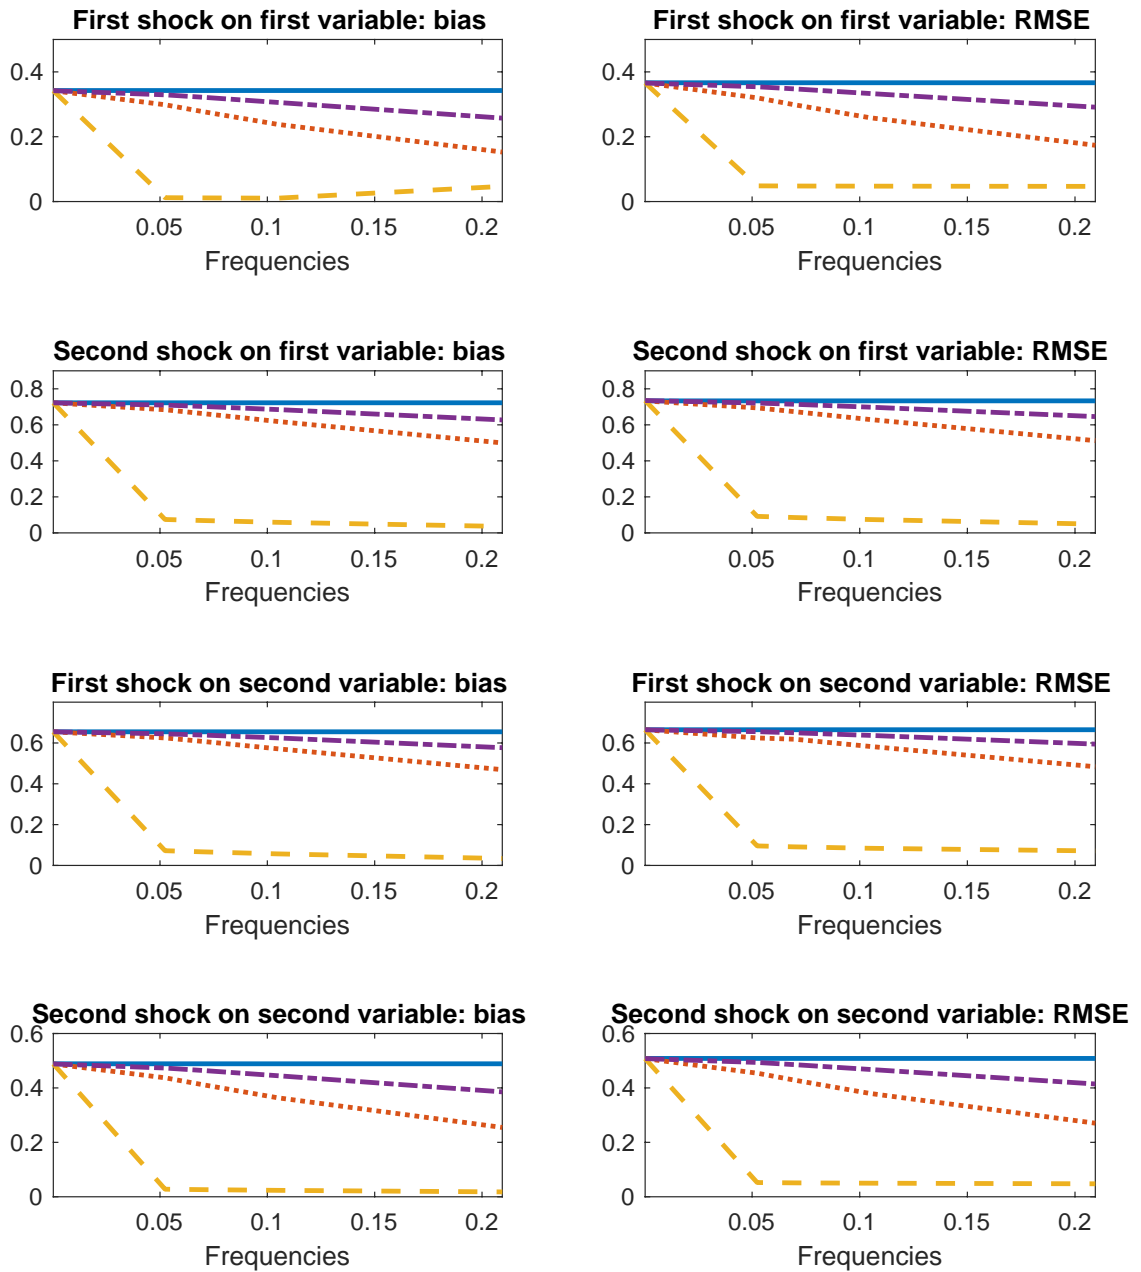 First shock on first variable: bias
0.4
0.2
0
0.05 0.1 0.15 0.2
Frequencies
First shock on first variable: RMSE
0.4
0.2
0
0.05 0.1 0.15 0.2
Frequencies
Second shock on first variable: bias
0.8
0.6
0.4
0.2
0
0.05 0.1 0.15 0.2
Frequencies
Second shock on first variable: RMSE
0.8
0.6
0.4
0.2
0
0.05 0.1 0.15 0.2
Frequencies
First shock on second variable: bias
0.6
0.4
0.2
0
0.05 0.1 0.15 0.2
Frequencies
First shock on second variable: RMSE
0.6
0.4
0.2
0
0.05 0.1 0.15 0.2
Frequencies
Second shock on second variable: bias
0.6
0.4
0.2
0
0.05 0.1 0.15 0.2
Frequencies
Second shock on second variable: RMSE
0.6
0.4
0.2
0
0.05 0.1 0.15 0.2
Frequencies